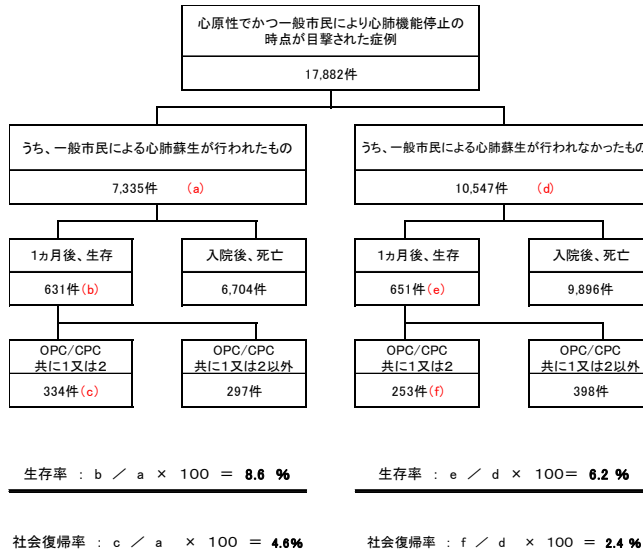 心原性でかつ一般市民により心肺機能停止の
時点が目撃された症例
17,882件
うち、一般市民による心肺蘇生が行われたもの
うち、一般市民による心肺蘇生が行われなかったもの
7,335件 (a)
10,547件 (d)
1ヵ月後、生存
入院後、死亡
1ヵ月後、生存
入院後、死亡
631件(b)
6,704件
651件(e)
9,896件
OPC/CPC
共に1又は2
OPC/CPC
共に1又は2以外
OPC/CPC
共に1又は2
OPC/CPC
共に1又は2以外
334件(c)
297件
253件(f)
398件
生存率 : b / a × 100 = 8.6 %
生存率 : e / d × 100= 6.2 %
社会復帰率 : c / a × 100 = 4.6%
社会復帰率 : f / d × 100 = 2.4 %